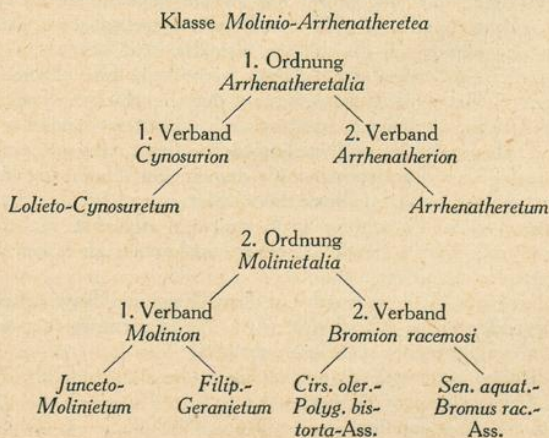 Klasse Molinio-Arrhenatheretea
1. Ordnung
Arrhenatheretalia
1. Verband 2. Verband
Cynosurion Arrhenatherion
Lolieto-Cynosuretum Arrhenatheretum
2. Ordnung
Molinietalia
1. Verband 2. Verband
Molinion Bromion racemosi
Junceto- Filip.- Cirs. oler.- Sen. aquat.-
Molinietum Geranietum Polyg. bis- Bromus rac.-
torta-Ass. Ass.